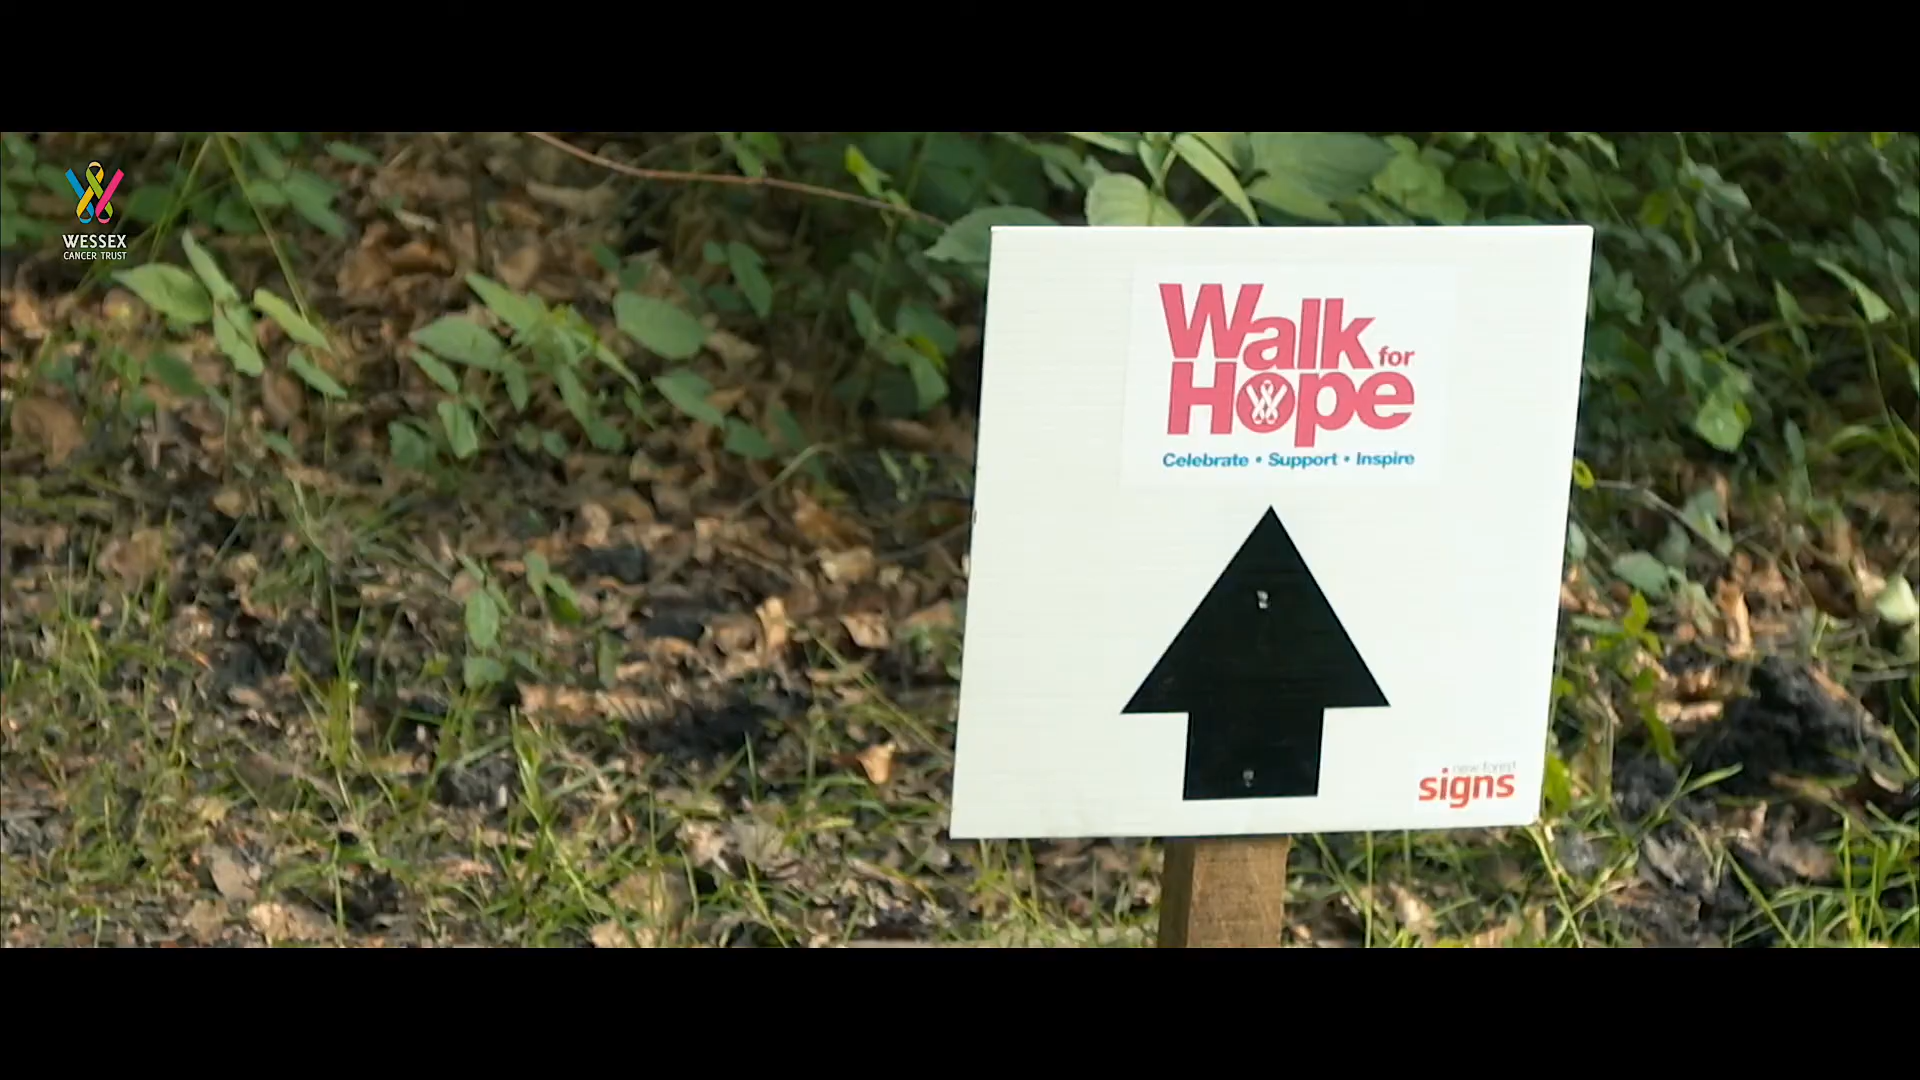 WESSEX
CANCER TRUST
Walk for
Hope
Celebrate • Support • Inspire
new forest
signs